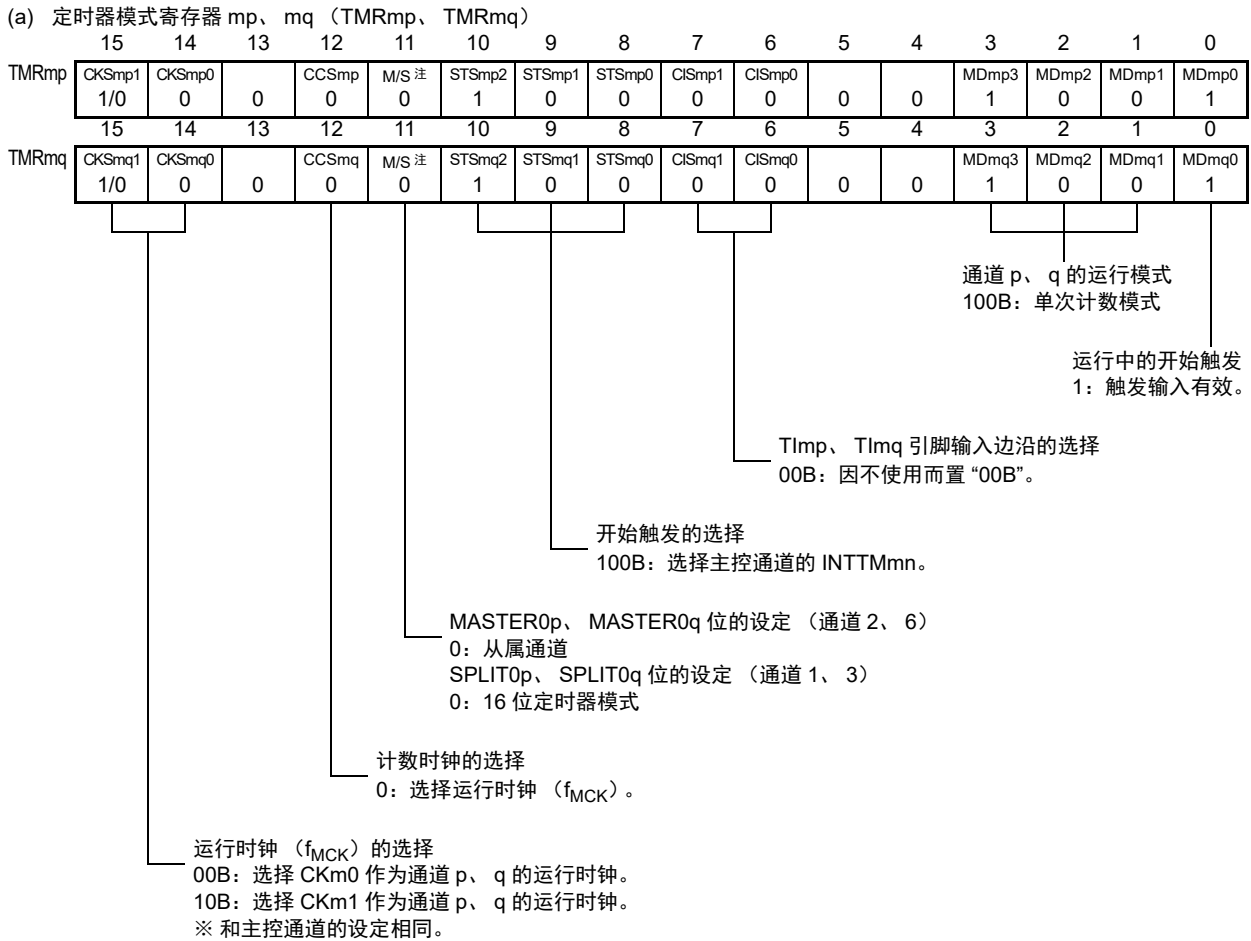 (a) 定时器模式寄存器 mp、 mq （TMRmp、 TMRmq）
15 14 13 12 11 10 9 8 7 6 5 4 3 2 1 0
TMRmp CKSmp1 CKSmp0 CCSmp M/S 注 STSmp2 STSmp1 STSmp0 CISmp1 CISmp0 MDmp3 MDmp2 MDmp1 MDmp0
1/0 0 0 0 0 1 0 0 0 0 0 0 1 0 0 1
15 14 13 12 11 10 9 8 7 6 5 4 3 2 1 0
TMRmq CKSmq1 CKSmq0 CCSmq M/S 注 STSmq2 STSmq1 STSmq0 CISmq1 CISmq0 MDmq3 MDmq2 MDmq1 MDmq0
1/0 0 0 0 0 1 0 0 0 0 0 0 1 0 0 1
通道 p、 q 的运行模式
100B：单次计数模式
运行中的开始触发
1：触发输入有效。
TImp、 TImq 引脚输入边沿的选择
00B：因不使用而置 “00B”。
开始触发的选择
100B：选择主控通道的 INTTMmn。
MASTER0p、 MASTER0q 位的设定 （通道 2、 6）
0：从属通道
SPLIT0p、 SPLIT0q 位的设定 （通道 1、 3）
0：16 位定时器模式
计数时钟的选择
0：选择运行时钟 （fMCK）。
运行时钟 （fMCK）的选择
00B：选择 CKm0 作为通道 p、 q 的运行时钟。
10B：选择 CKm1 作为通道 p、 q 的运行时钟。
※ 和主控通道的设定相同。